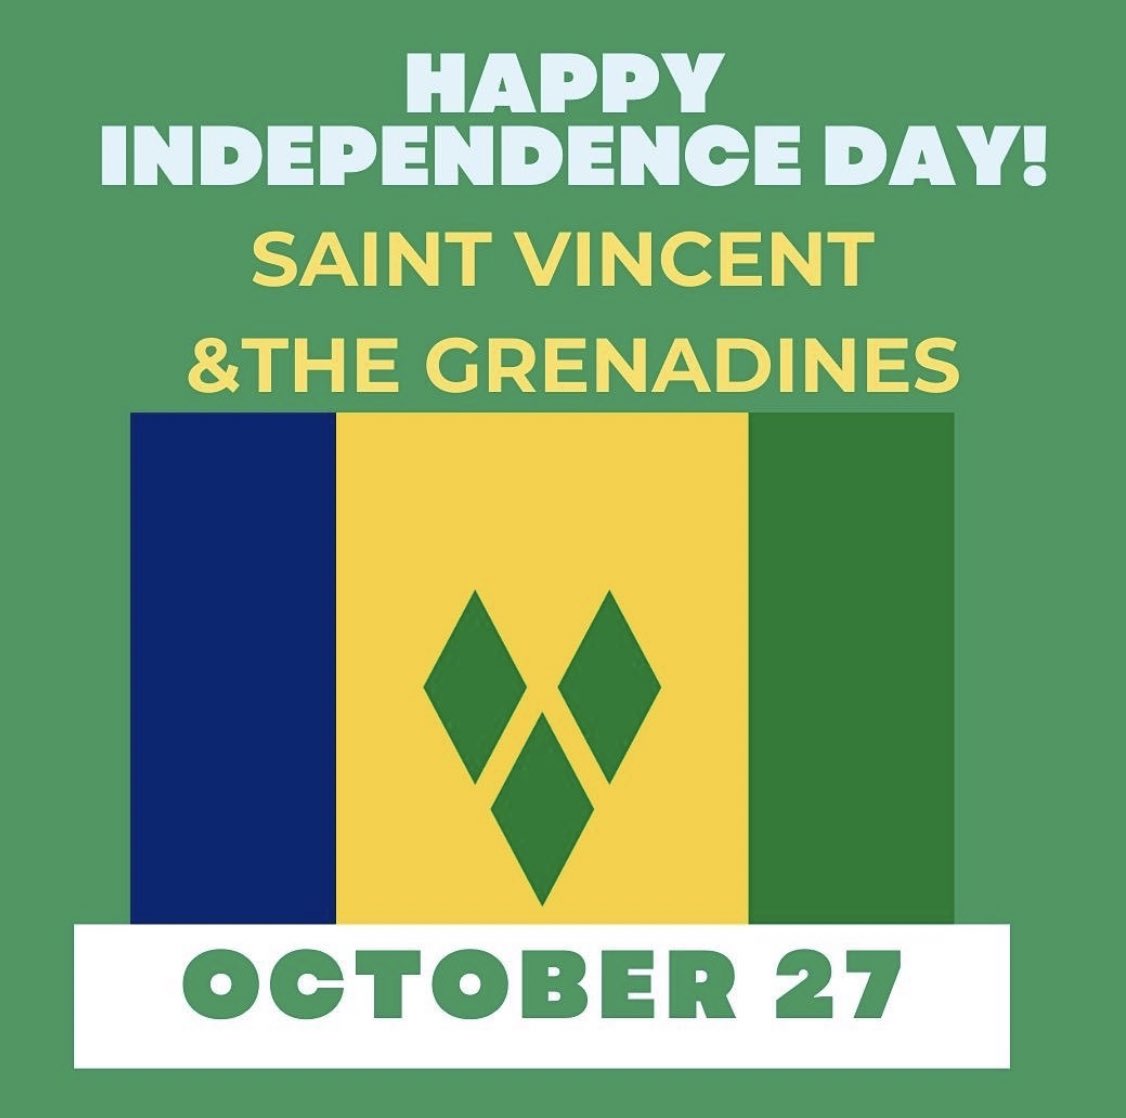 HAPPY
INDEPENDENCE DAY!
SAINT VINCENT
&THE GRENADINES
OCTOBER 27